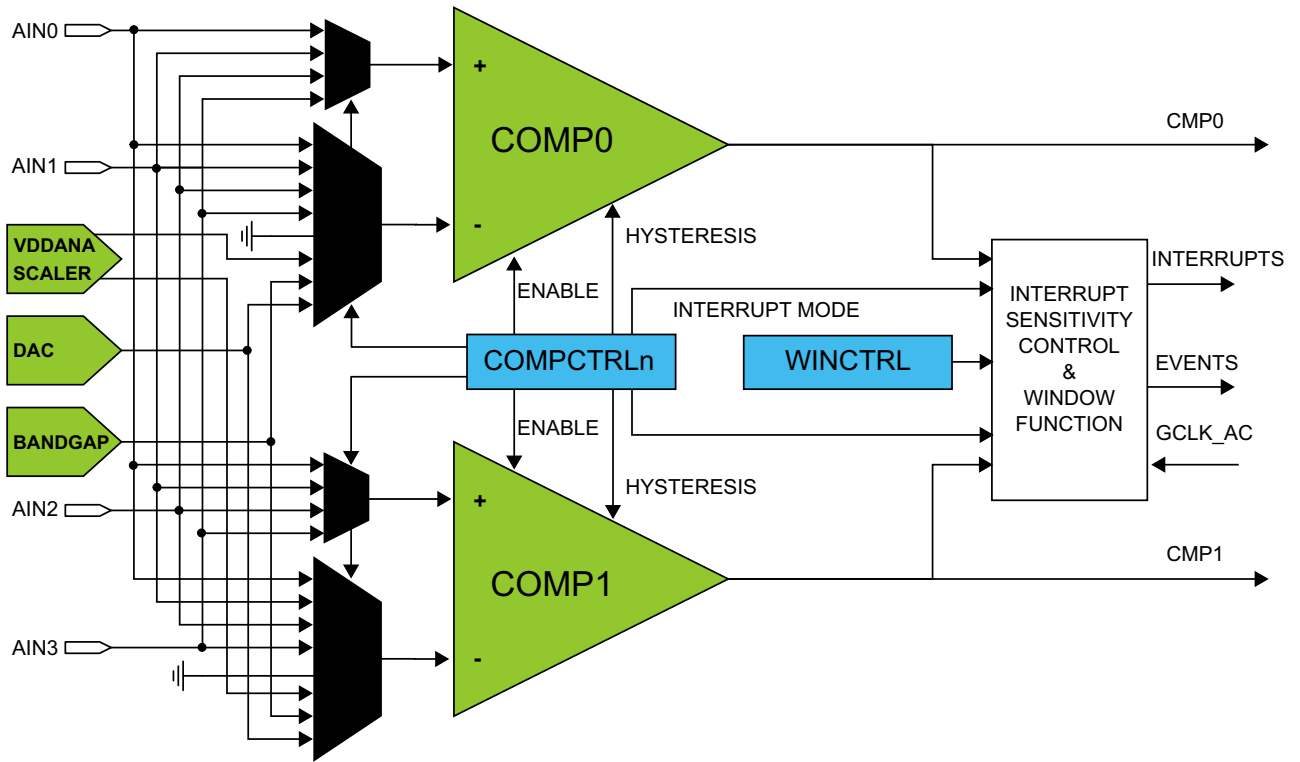 AIN0
+
COMP0
-
CMP0
AIN1
VDDANA
SCALER
HYSTERESIS
ENABLE
INTERRUPT MODE
INTERRUPTS
DAC
COMPCTRLn
WINCTRL
INTERRUPT
SENSITIVITY
CONTROL
&
WINDOW
FUNCTION
EVENTS
BANDGAP
ENABLE
GCLK_AC
HYSTERESIS
AIN2
+
COMP1
-
CMP1
AIN3